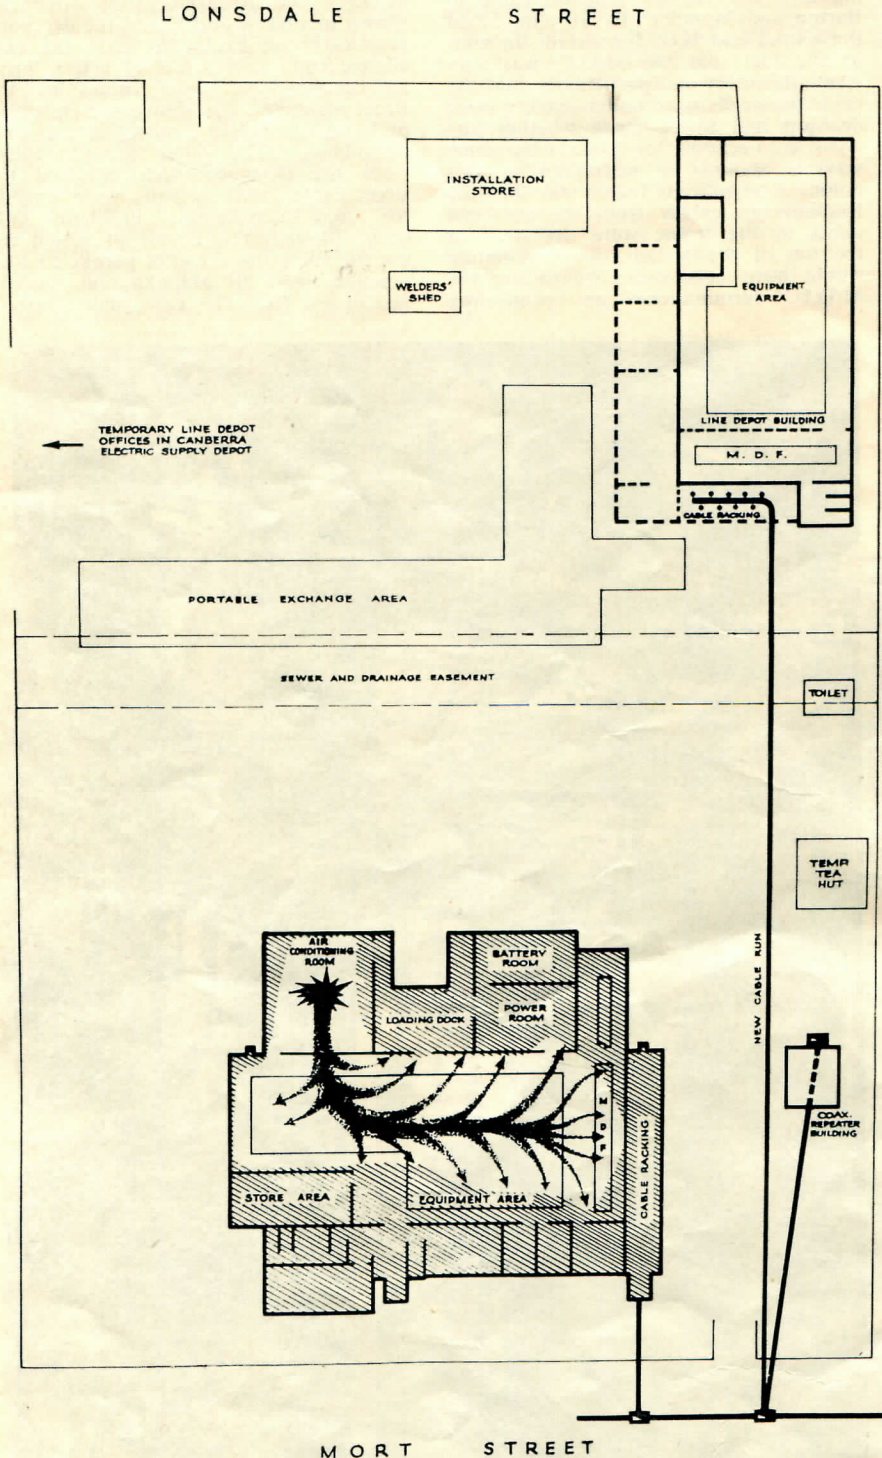 LONSDALE STREET
INSTALLATION
STORE
WELDERS'
SHED
EQUIPMENT
AREA
TEMPORARY LINE DEPOT
OFFICES IN CANBERRA
ELECTRIC SUPPLY DEPOT
LINE DEPOT BUILDING
M. D. F.
CABLE RACKING
PORTABLE EXCHANGE AREA
SEWER AND DRAINAGE EASEMENT
TOILET
TEMP.
TEA
HUT
AIR
CONDITIONING
ROOM
BATTERY
ROOM
LOADING DOCK
POWER
ROOM
NEW CABLE RUN
COAX.
REPEATER
BUILDING
M
D
F
CABLE RACKING
STORE AREA
EQUIPMENT AREA
MORT STREET